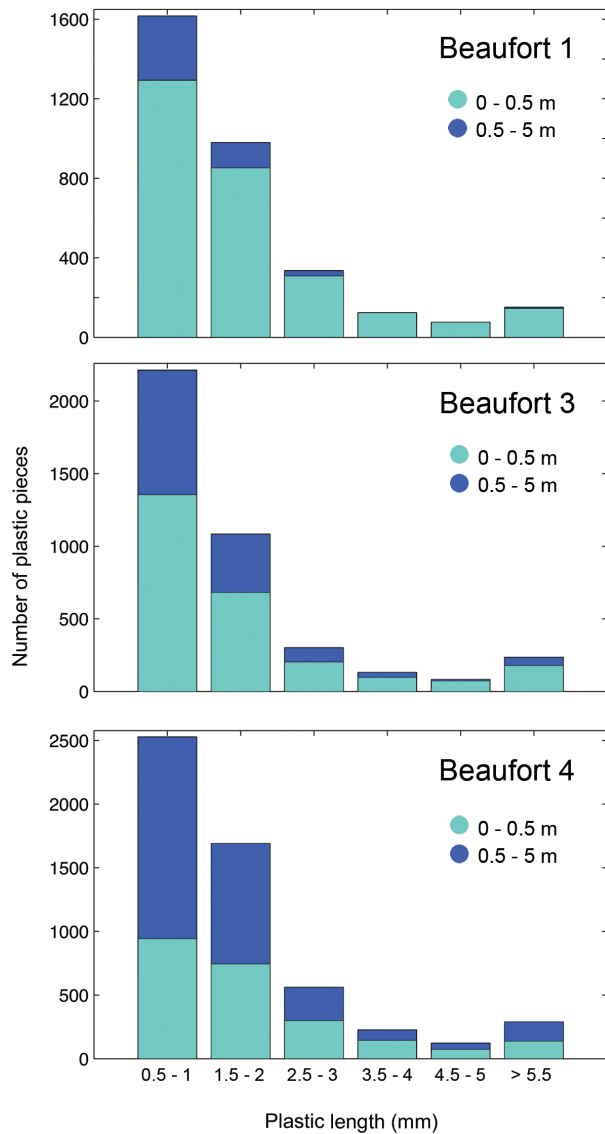 Number of plastic pieces
1600
1200
800
400
0
Beaufort 1
0 - 0.5 m
0.5 - 5 m
2000
1500
1000
500
0
Beaufort 3
0 - 0.5 m
0.5 - 5 m
2500
2000
1500
1000
500
0
Beaufort 4
0 - 0.5 m
0.5 - 5 m
0.5 - 1 1.5 - 2 2.5 - 3 3.5 - 4 4.5 - 5 > 5.5
Plastic length (mm)